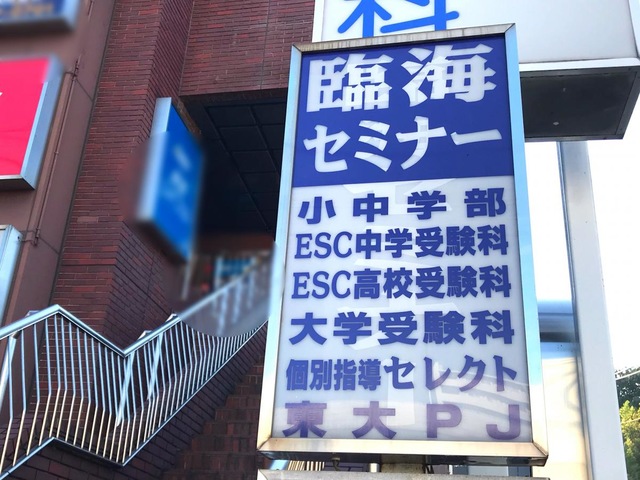 科
臨海
セミナー
小中学部
ESC中学受験科
ESC高校受験科
大学受験科
個別指導セレクト
東大PJ